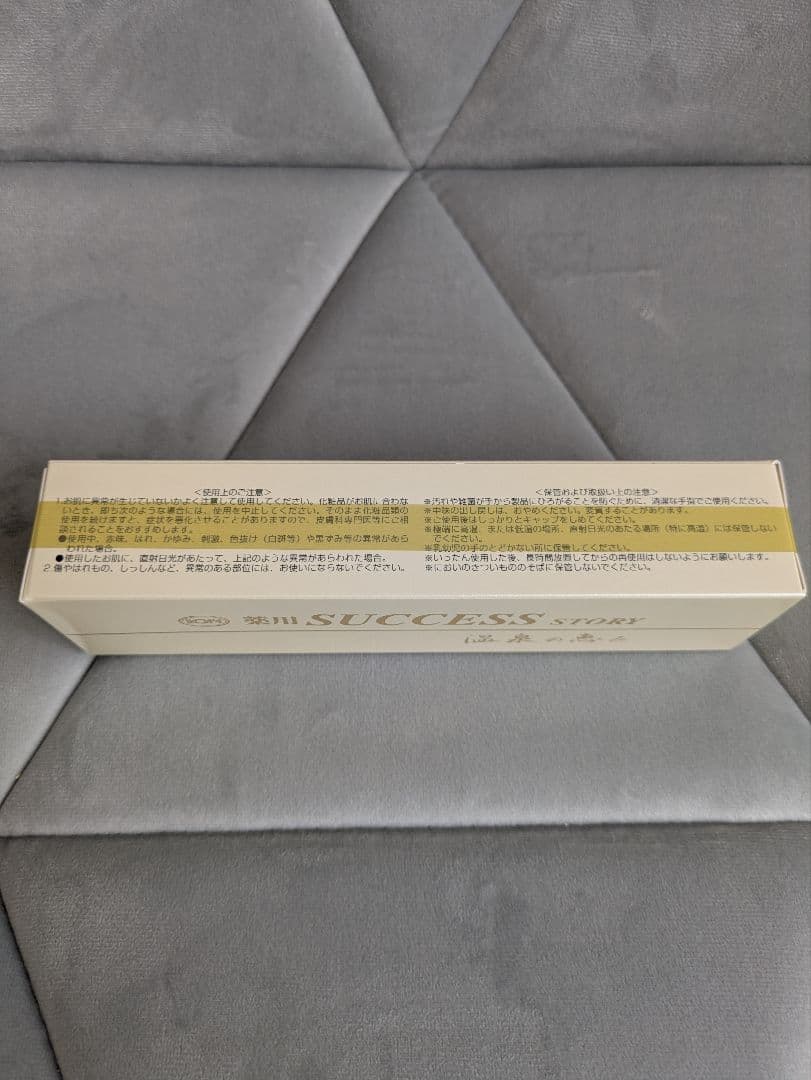 <使用上のご注意>
1.お肌に異常が生じていないかよく注意して使用してください。化粧品がお肌に合わな
いとき、即ち次のような場合には、使用を中止してください。そのまま化粧品類の
使用を続けますと、症状を悪化させることがありますので、皮膚科専門医等にご相
談されることをおすすめします。
●使用中、赤味、はれ、かゆみ、刺激、色抜け(白斑等)や黒ずみ等の異常があら
われた場合。
●使用したお肌に、直射日光があたって、上記のような異常があらわれた場合。
2.傷やはれもの、しっしんなど、異常のある部位には、お使いにならないでください。
<保管および取扱い上の注意>
※汚れや雑菌が手から製品にひろがることを防ぐために、清潔な手指でご使用ください。
※中味の出し戻しは、おやめください。変質することがあります。
※ご使用後はしっかりとキャップをしめてください。
※極端に高温、または低温の場所、直射日光のあたる場所(特に高温)には保管しない
でください。
※乳幼児の手のとどかない所に保管してください。
※いったん使用した後、長時間放置してからの再使用はしないようにお願いします。
※においのきついもののそばに保管しないでください。
薬用 SUCCESS STORY
温泉の恵み